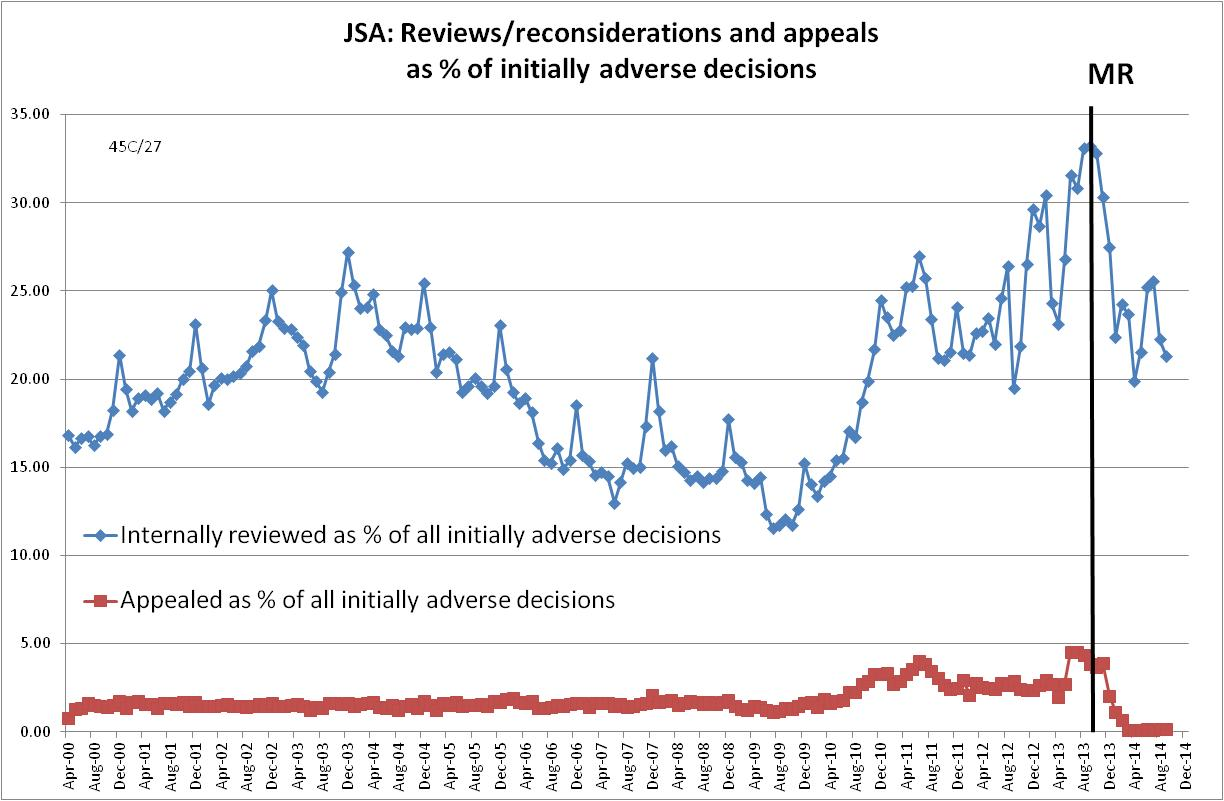 JSA: Reviews/reconsiderations and appeals
as % of initially adverse decisions
MR
35.00
45C/27
30.00
25.00
20.00
15.00
Internally reviewed as % of all initially adverse decisions
10.00
Appealed as % of all initially adverse decisions
5.00
0.00
Apr-00
Aug-00
Dec-00
Apr-01
Aug-01
Dec-01
Apr-02
Aug-02
Dec-02
Apr-03
Aug-03
Dec-03
Apr-04
Aug-04
Dec-04
Apr-05
Aug-05
Dec-05
Apr-06
Aug-06
Dec-06
Apr-07
Aug-07
Dec-07
Apr-08
Aug-08
Dec-08
Apr-09
Aug-09
Dec-09
Apr-10
Aug-10
Dec-10
Apr-11
Aug-11
Dec-11
Apr-12
Aug-12
Dec-12
Apr-13
Aug-13
Dec-13
Apr-14
Aug-14
Dec-14